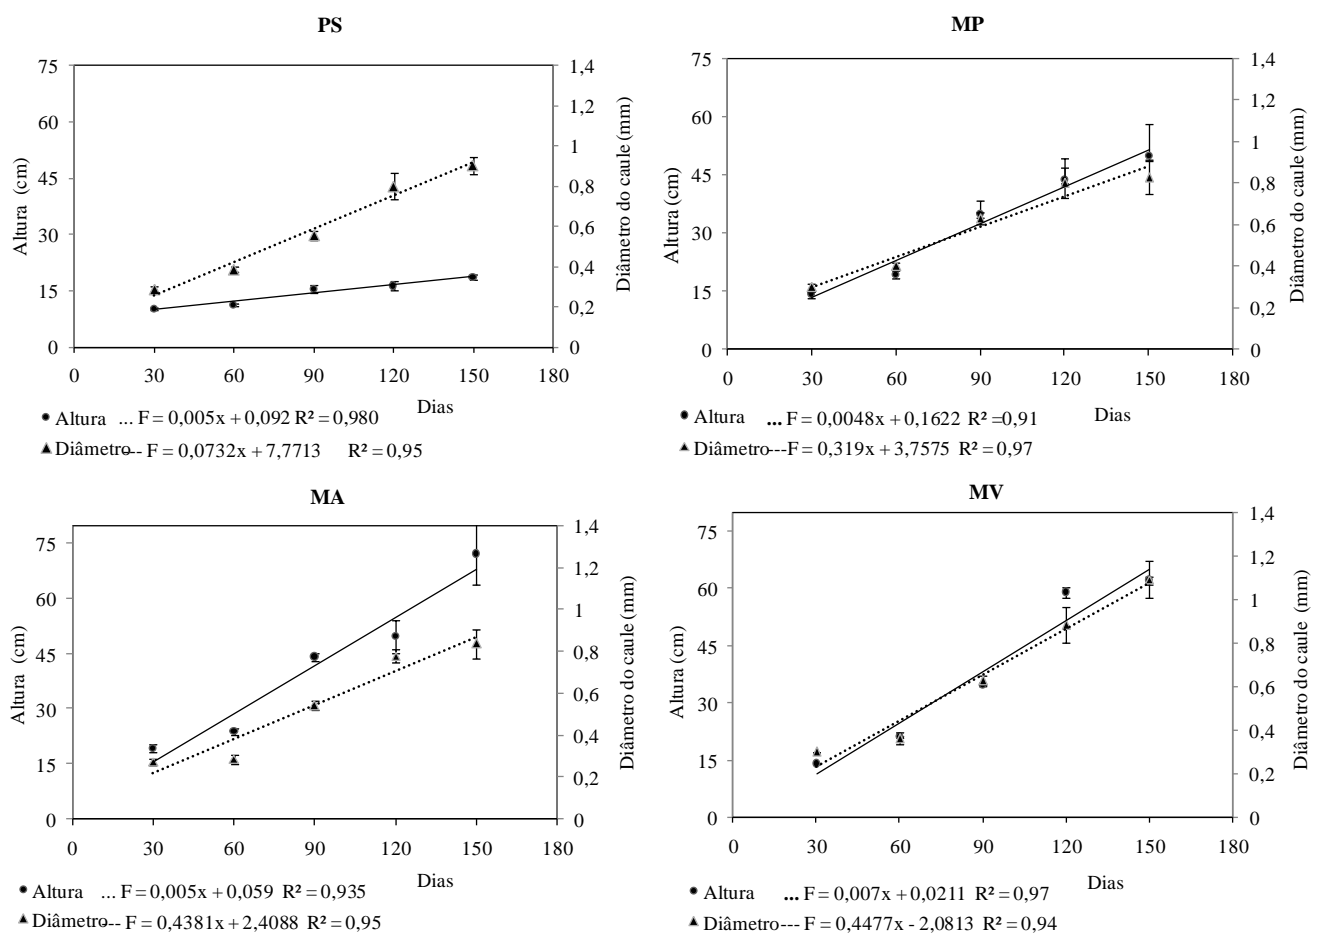 PS
75
60
45
30
15
0
Altura (cm)
1,4
1,2
1
0,8
0,6
0,4
0,2
0
Diâmetro do caule (mm)
0 30 60 90 120 150 180
Dias
Altura ... F = 0,005x + 0,092 R² = 0,980
Diâmetro--- F = 0,0732x + 7,7713 R² = 0,95
MP
75
60
45
30
15
0
Altura (cm)
1,4
1,2
1
0,8
0,6
0,4
0,2
0
Diâmetro do caule (mm)
0 30 60 90 120 150 180
Dias
Altura ... F = 0,0048x + 0,1622 R² =0,91
Diâmetro---F = 0,319x + 3,7575 R² = 0,97
MA
75
60
45
30
15
0
Altura (cm)
1,4
1,2
1
0,8
0,6
0,4
0,2
0
Diâmetro do caule (mm)
0 30 60 90 120 150 180
Dias
Altura ... F = 0,005x + 0,059 R² = 0,935
Diâmetro--- F = 0,4381x + 2,4088 R² = 0,95
MV
75
60
45
30
15
0
Altura (cm)
1,4
1,2
1
0,8
0,6
0,4
0,2
0
Diâmetro do caule (mm)
0 30 60 90 120 150 180
Dias
Altura ... F = 0,007x + 0,0211 R² = 0,97
Diâmetro--- F = 0,4477x - 2,0813 R² = 0,94